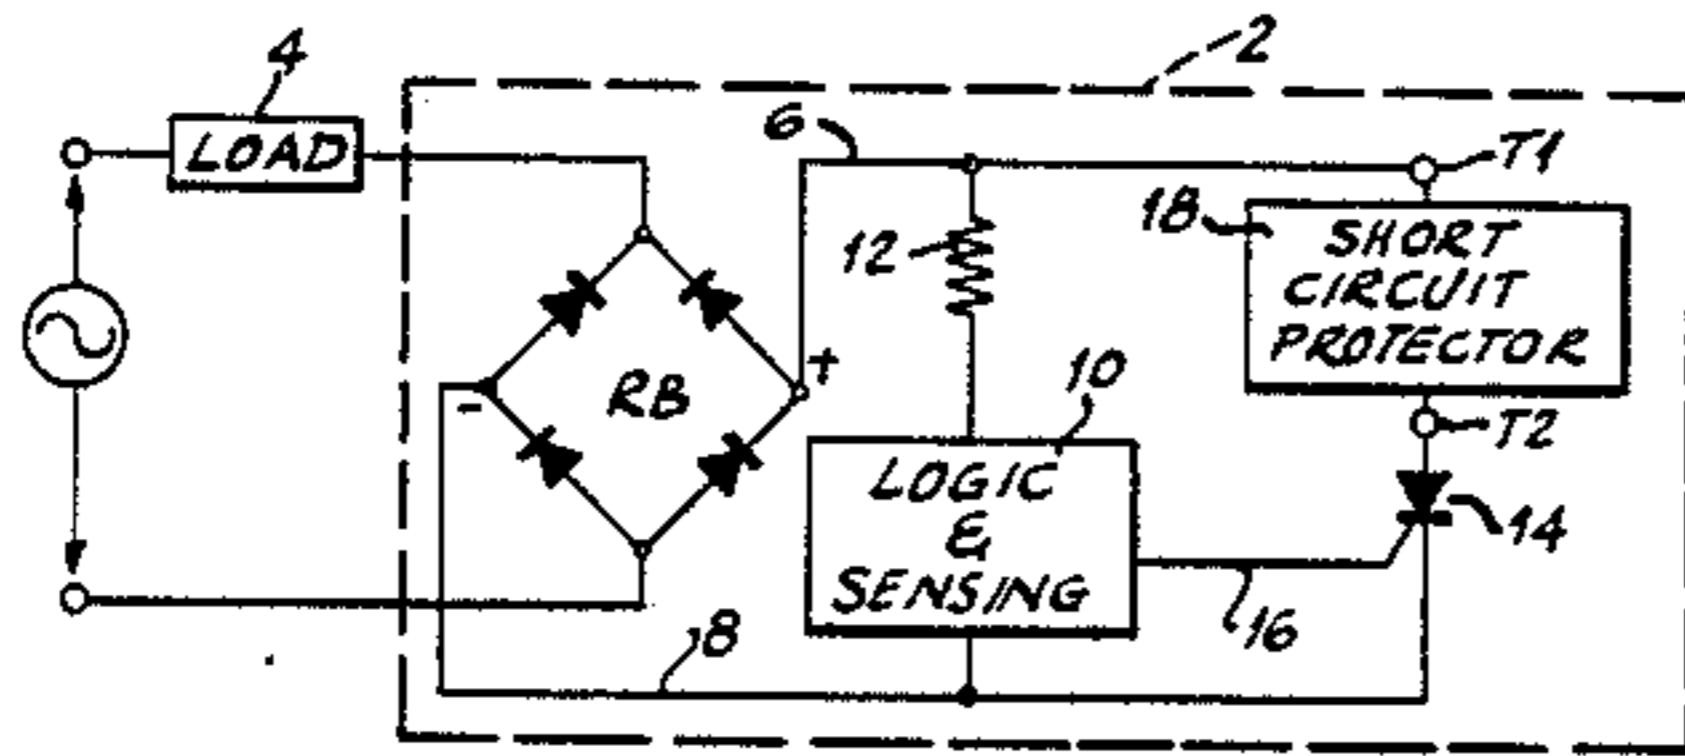 2
4
LOAD
6
T1
18
SHORT
CIRCUIT
PROTECTOR
12
+
RB
-
10
T2
LOGIC
&
SENSING
14
16
8